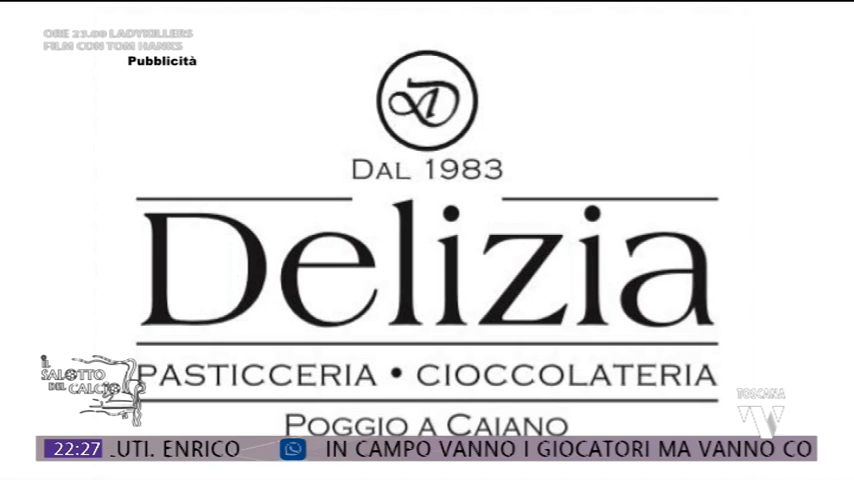 ORE 23.00 LADYKILLERS
FILM CON TOM HANKS
Pubblicità
DAL 1983
Delizia
PASTICCERIA • CIOCCOLATERIA
POGGIO A CAIANO
IL SALOTTO DEL CALCIO
TOSCANA
TV
22:27 .UTI. ENRICO IN CAMPO VANNO I GIOCATORI MA VANNO CO